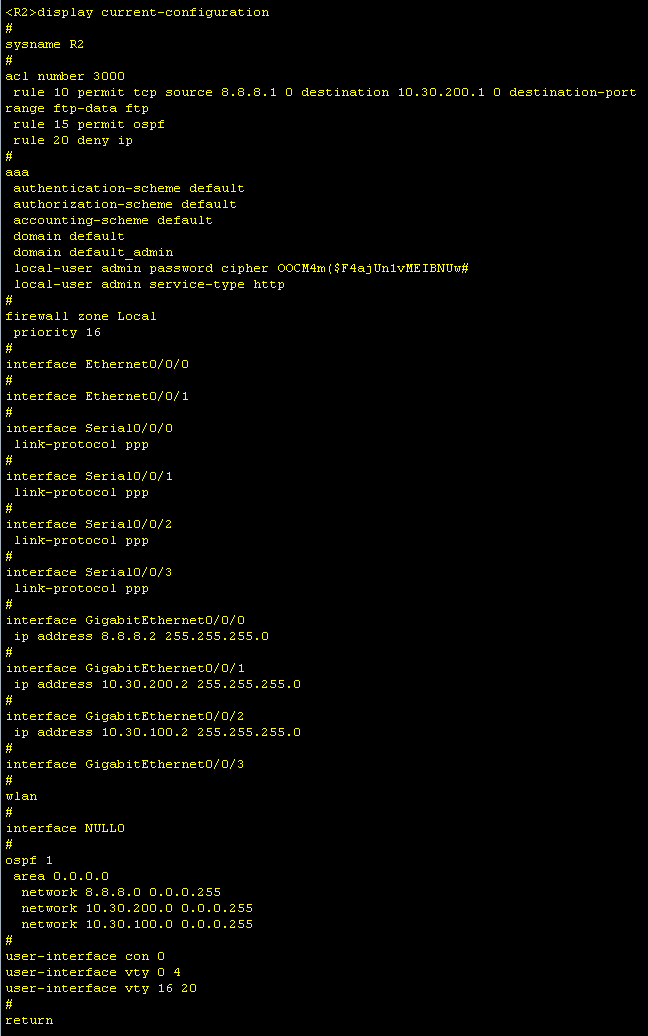 <R2>display current-configuration
#
sysname R2
#
acl number 3000
rule 10 permit tcp source 8.8.8.1 0 destination 10.30.200.1 0 destination-port
range ftp-data ftp
rule 15 permit ospf
rule 20 deny ip
#
aaa
authentication-scheme default
authorization-scheme default
accounting-scheme default
domain default
domain default_admin
local-user admin password cipher OOCM4m($F4ajUn1vMEIBNUw#
local-user admin service-type http
#
firewall zone Local
priority 16
#
interface Ethernet0/0/0
#
interface Ethernet0/0/1
#
interface Serial0/0/0
link-protocol ppp
#
interface Serial0/0/1
link-protocol ppp
#
interface Serial0/0/2
link-protocol ppp
#
interface Serial0/0/3
link-protocol ppp
#
interface GigabitEthernet0/0/0
ip address 8.8.8.2 255.255.255.0
#
interface GigabitEthernet0/0/1
ip address 10.30.200.2 255.255.255.0
#
interface GigabitEthernet0/0/2
ip address 10.30.100.2 255.255.255.0
#
interface GigabitEthernet0/0/3
#
wlan
#
interface NULL0
#
ospf 1
area 0.0.0.0
network 8.8.8.0 0.0.0.255
network 10.30.200.0 0.0.0.255
network 10.30.100.0 0.0.0.255
#
user-interface con 0
user-interface vty 0 4
user-interface vty 16 20
#
return